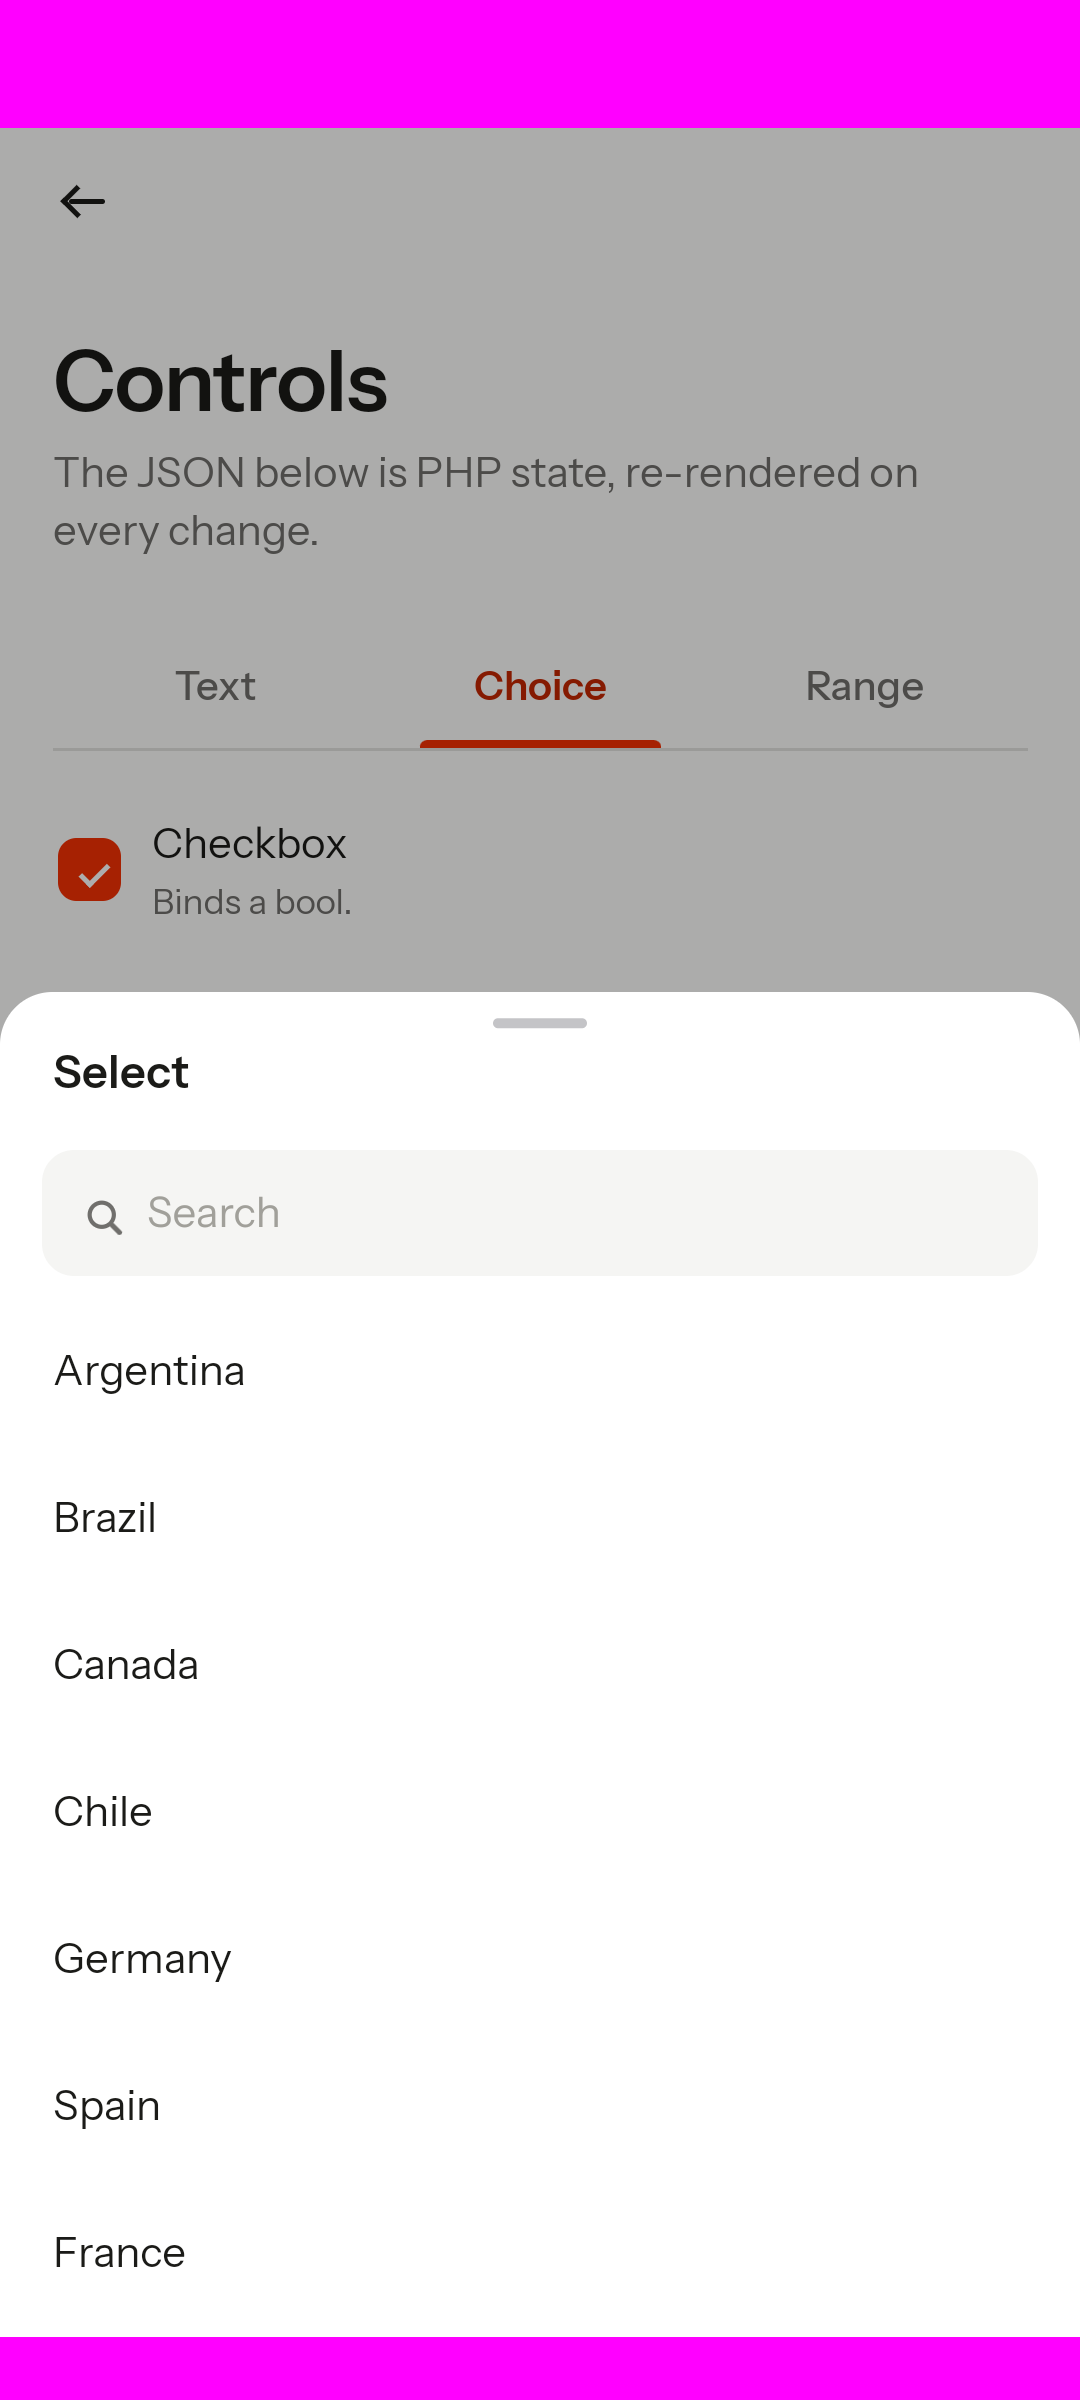 Controls
The JSON below is PHP state, re-rendered on
every change.
Text
Choice
Range
Checkbox
Binds a bool.
Select
Search
Argentina
Brazil
Canada
Chile
Germany
Spain
France